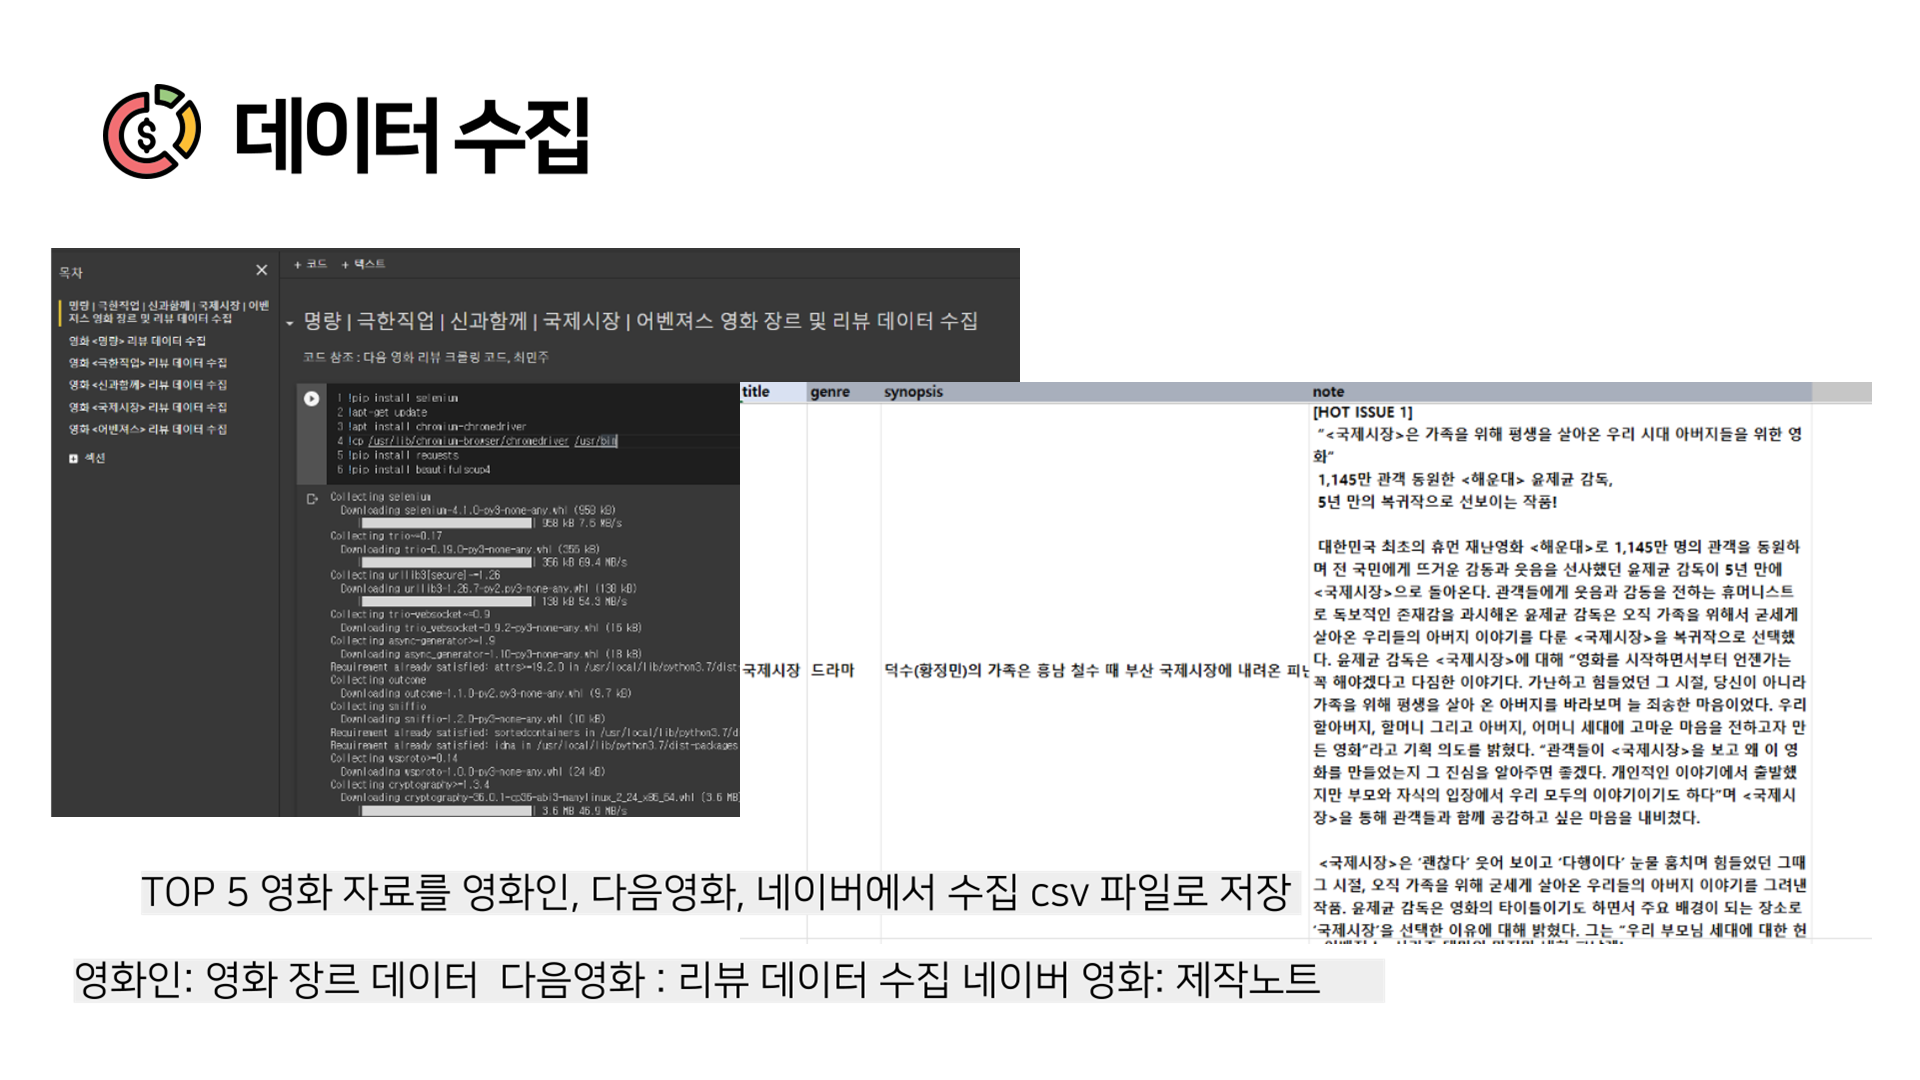 데이터 수집
목차
명량 | 극한직업 | 신과함께 | 국제시장 | 어벤
져스 영화 장르 및 리뷰 데이터 수집
영화 <명량> 리뷰 데이터 수집
영화 <극한직업> 리뷰 데이터 수집
영화 <신과함께> 리뷰 데이터 수집
영화 <국제시장> 리뷰 데이터 수집
영화 <어벤져스> 리뷰 데이터 수집
섹션
+ 코드 + 텍스트
명량 | 극한직업 | 신과함께 | 국제시장 | 어벤져스 영화 장르 및 리뷰 데이터 수집
코드 참조 : 다음 영화 리뷰 크롤링 코드, 최민주
1 !pip install selenium
2 !apt-get update
3 !apt install chromium-chromedriver
4 !cp /usr/lib/chromium-browser/chromedriver /usr/bin
5 !pip install requests
6 !pip install beautifulsoup4
Collecting selenium
Downloading selenium-4.1.0-py3-none-any.whl (958 kB)
| 958 kB 7.5 MB/s
Collecting trio~=0.17
Downloading trio-0.19.0-py3-none-any.whl (356 kB)
| 356 kB 69.4 MB/s
Collecting urllib3[secure]~=1.26
Downloading urllib3-1.26.7-py2.py3-none-any.whl (138 kB)
| 138 kB 54.3 MB/s
Collecting trio-websocket~=0.9
Downloading trio_websocket-0.9.2-py3-none-any.whl (16 kB)
Collecting async-generator>=1.9
Downloading async_generator-1.10-py3-none-any.whl (18 kB)
Requirement already satisfied: attrs>=19.2.0 in /usr/local/lib/python3.7/dist-
Collecting outcome
Downloading outcome-1.1.0-py2.py3-none-any.whl (9.7 kB)
Collecting sniffio
Downloading sniffio-1.2.0-py3-none-any.whl (10 kB)
Requirement already satisfied: sortedcontainers in /usr/local/lib/python3.7/d
Requirement already satisfied: idna in /usr/local/lib/python3.7/dist-packages
Collecting wsproto>=0.14
Downloading wsproto-1.0.0-py3-none-any.whl (24 kB)
Collecting cryptography>=1.3.4
Downloading cryptography-36.0.1-cp36-abi3-manylinux_2_24_x86_64.whl (3.6 MB
| 3.6 MB 46.9 MB/s
title genre synopsis note
국제시장 드라마 덕수(황정민)의 가족은 흥남 철수 때 부산 국제시장에 내려온 피난
[HOT ISSUE 1]
“<국제시장>은 가족을 위해 평생을 살아온 우리 시대 아버지들을 위한 영
화”
1,145만 관객 동원한 <해운대> 윤제균 감독,
5년 만의 복귀작으로 선보이는 작품!
대한민국 최초의 휴먼 재난영화 <해운대>로 1,145만 명의 관객을 동원하
며 전 국민에게 뜨거운 감동과 웃음을 선사했던 윤제균 감독이 5년 만에
<국제시장>으로 돌아온다. 관객들에게 웃음과 감동을 전하는 휴머니스트
로 독보적인 존재감을 과시해온 윤제균 감독은 오직 가족을 위해서 굳세게
살아온 우리들의 아버지 이야기를 다룬 <국제시장>을 복귀작으로 선택했
다. 윤제균 감독은 <국제시장>에 대해 “영화를 시작하면서부터 언젠가는
꼭 해야겠다고 다짐한 이야기다. 가난하고 힘들었던 그 시절, 당신이 아니라
가족을 위해 평생을 살아 온 아버지를 바라보며 늘 죄송한 마음이었다. 우리
할아버지, 할머니 그리고 아버지, 어머니 세대에 고마운 마음을 전하고자 만
든 영화”라고 기획 의도를 밝혔다. “관객들이 <국제시장>을 보고 왜 이 영
화를 만들었는지 그 진심을 알아주면 좋겠다. 개인적인 이야기에서 출발했
지만 부모와 자식의 입장에서 우리 모두의 이야기이기도 하다”며 <국제시
장>을 통해 관객들과 함께 공감하고 싶은 마음을 내비쳤다.
<국제시장>은 ‘괜찮다’ 웃어 보이고 ‘다행이다’ 눈물 훔치며 힘들었던 그때
그 시절, 오직 가족을 위해 굳세게 살아온 우리들의 아버지 이야기를 그려낸
작품. 윤제균 감독은 영화의 타이틀이기도 하면서 주요 배경이 되는 장소로
‘국제시장’을 선택한 이유에 대해 밝혔다. 그는 “우리 부모님 세대에 대한 헌
TOP 5 영화 자료를 영화인, 다음영화, 네이버에서 수집 csv 파일로 저장
영화인: 영화 장르 데이터 다음영화 : 리뷰 데이터 수집 네이버 영화: 제작노트